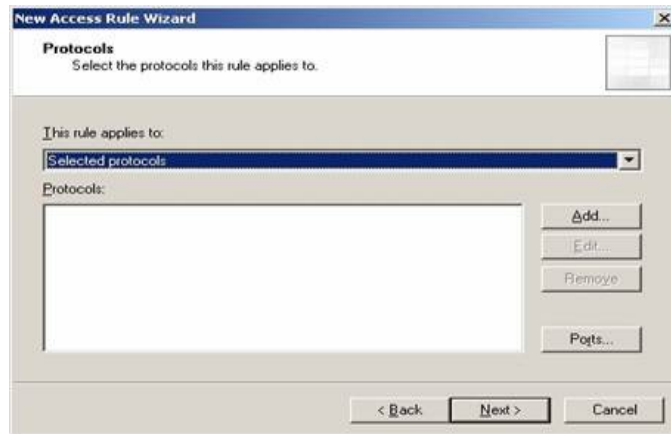 New Access Rule Wizard
Protocols
Select the protocols this rule applies to.
This rule applies to:
Selected protocols
Protocols:
Add...
Edit...
Remove
Ports...
< Back
Next >
Cancel